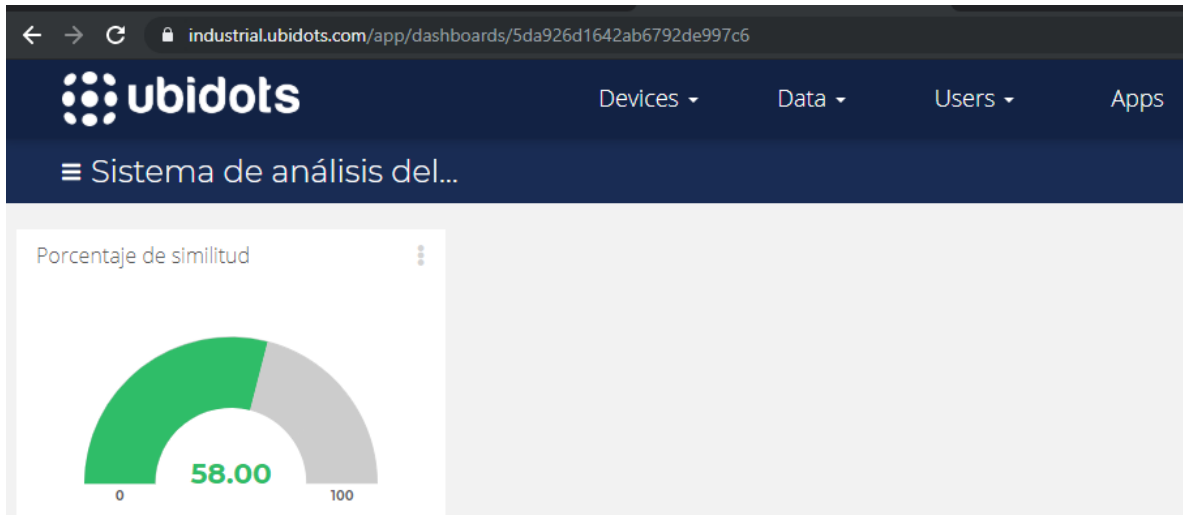 industrial.ubidots.com/app/dashboards/5da926d1642ab6792de997c6
ubidots Devices Data Users Apps
Sistema de análisis del...
Porcentaje de similitud
58.00
0 100